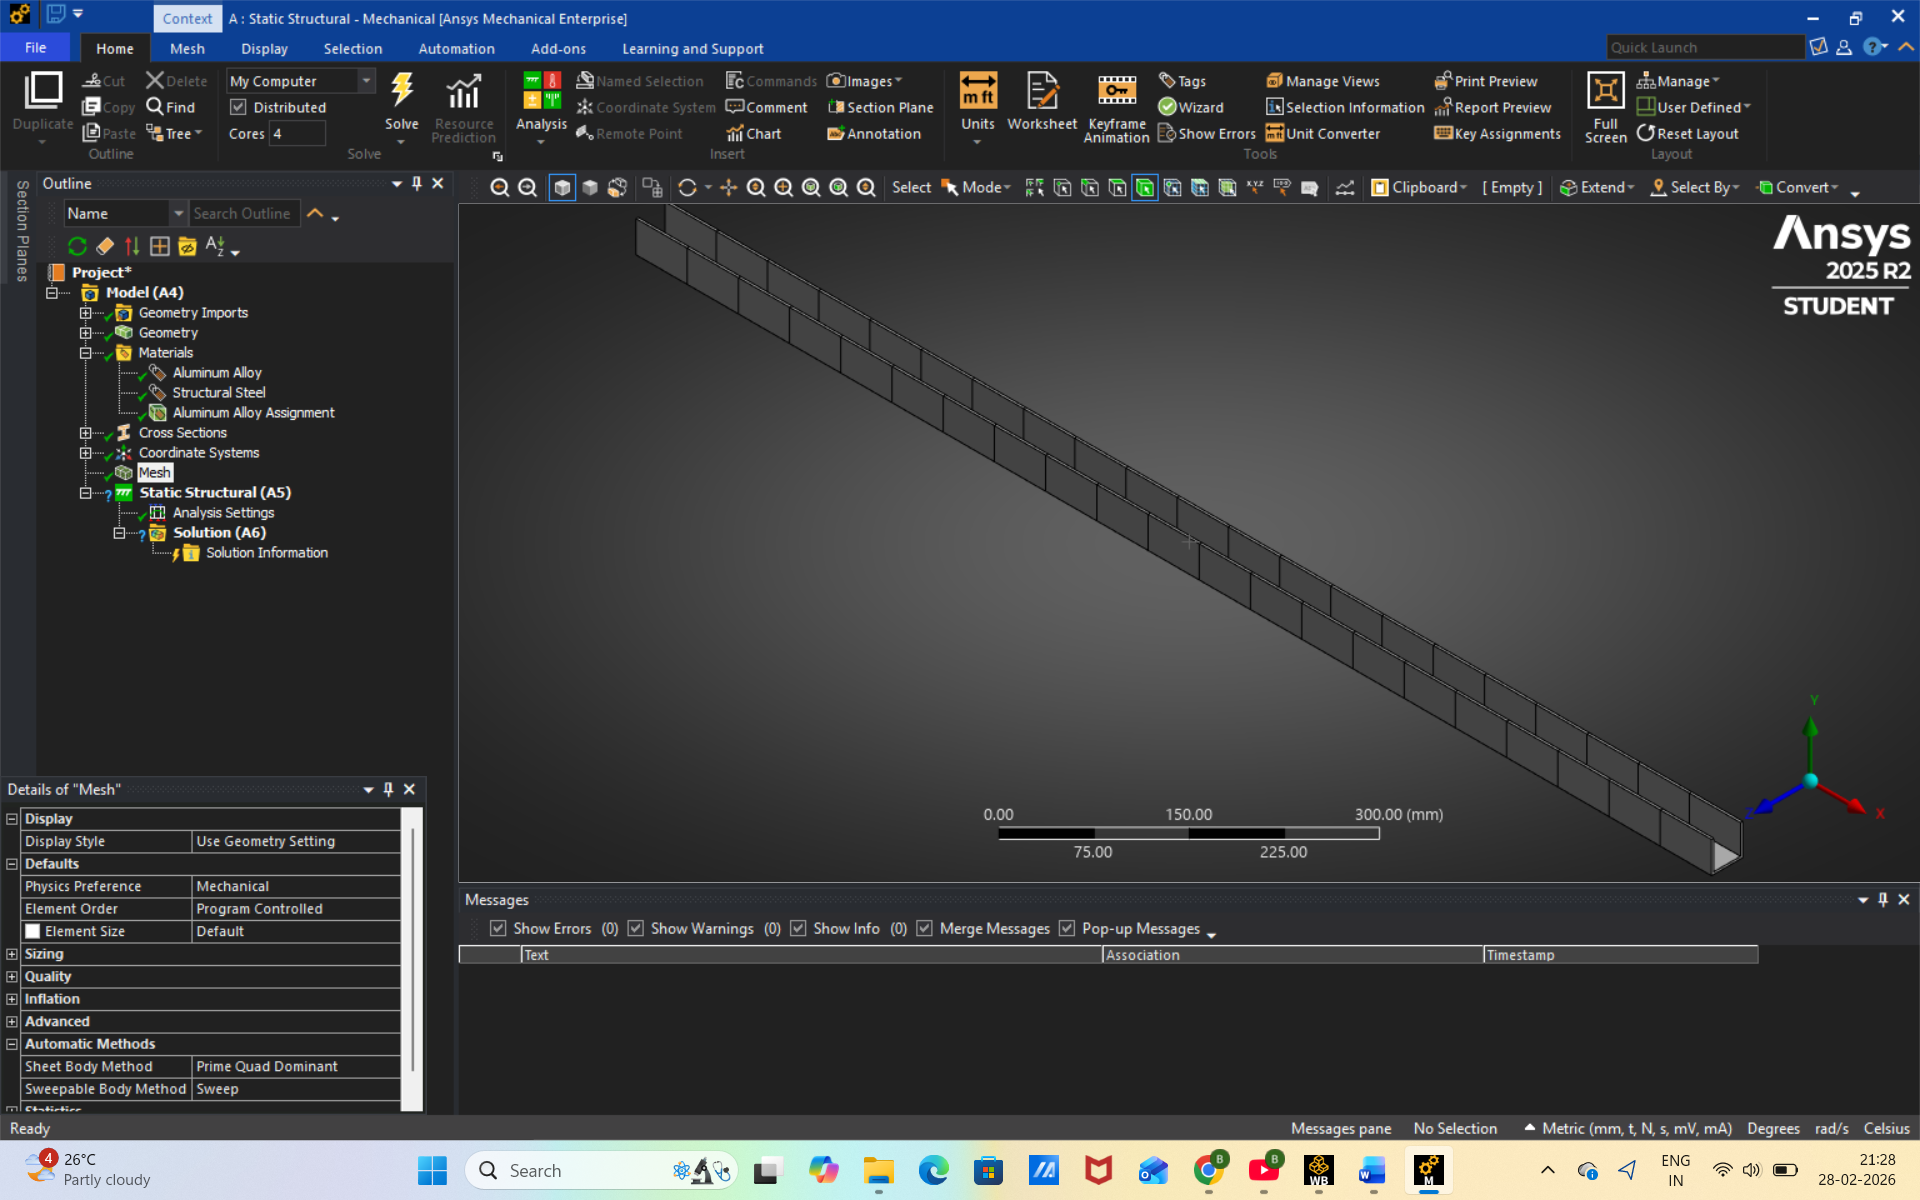 Context
A : Static Structural - Mechanical [Ansys Mechanical Enterprise]
File
Home
Mesh
Display
Selection
Automation
Add-ons
Learning and Support
Quick Launch
Duplicate
Cut
Copy
Paste
Delete
Find
Tree
Outline
My Computer
Distributed
Cores 4
Solve
Resource Prediction
Solve
Analysis
Named Selection
Coordinate System
Remote Point
Commands
Comment
Chart
Images
Section Plane
Annotation
Insert
Units
Worksheet
Keyframe Animation
Tags
Wizard
Show Errors
Manage Views
Selection Information
Unit Converter
Print Preview
Report Preview
Key Assignments
Tools
Full Screen
Manage
User Defined
Reset Layout
Layout
Section Planes
Outline
Name
Search Outline
Project*
Model (A4)
Geometry Imports
Geometry
Materials
Aluminum Alloy
Structural Steel
Aluminum Alloy Assignment
Cross Sections
Coordinate Systems
Mesh
Static Structural (A5)
Analysis Settings
Solution (A6)
Solution Information
Select
Mode
Clipboard
[ Empty ]
Extend
Select By
Convert
Ansys
2025 R2
STUDENT
Y
Z
X
0.00 150.00 300.00 (mm)
75.00 225.00
Details of "Mesh"
Display
Display Style Use Geometry Setting
Defaults
Physics Preference Mechanical
Element Order Program Controlled
Element Size Default
Sizing
Quality
Inflation
Advanced
Automatic Methods
Sheet Body Method Prime Quad Dominant
Sweepable Body Method Sweep
Statistics
Messages
Show Errors (0) Show Warnings (0) Show Info (0) Merge Messages Pop-up Messages
Text Association Timestamp
Ready
Messages pane No Selection Metric (mm, t, N, s, mV, mA) Degrees rad/s Celsius
4
26°C
Partly cloudy
Search
B
B
WB
W
M
ENG
IN
21:28
28-02-2026